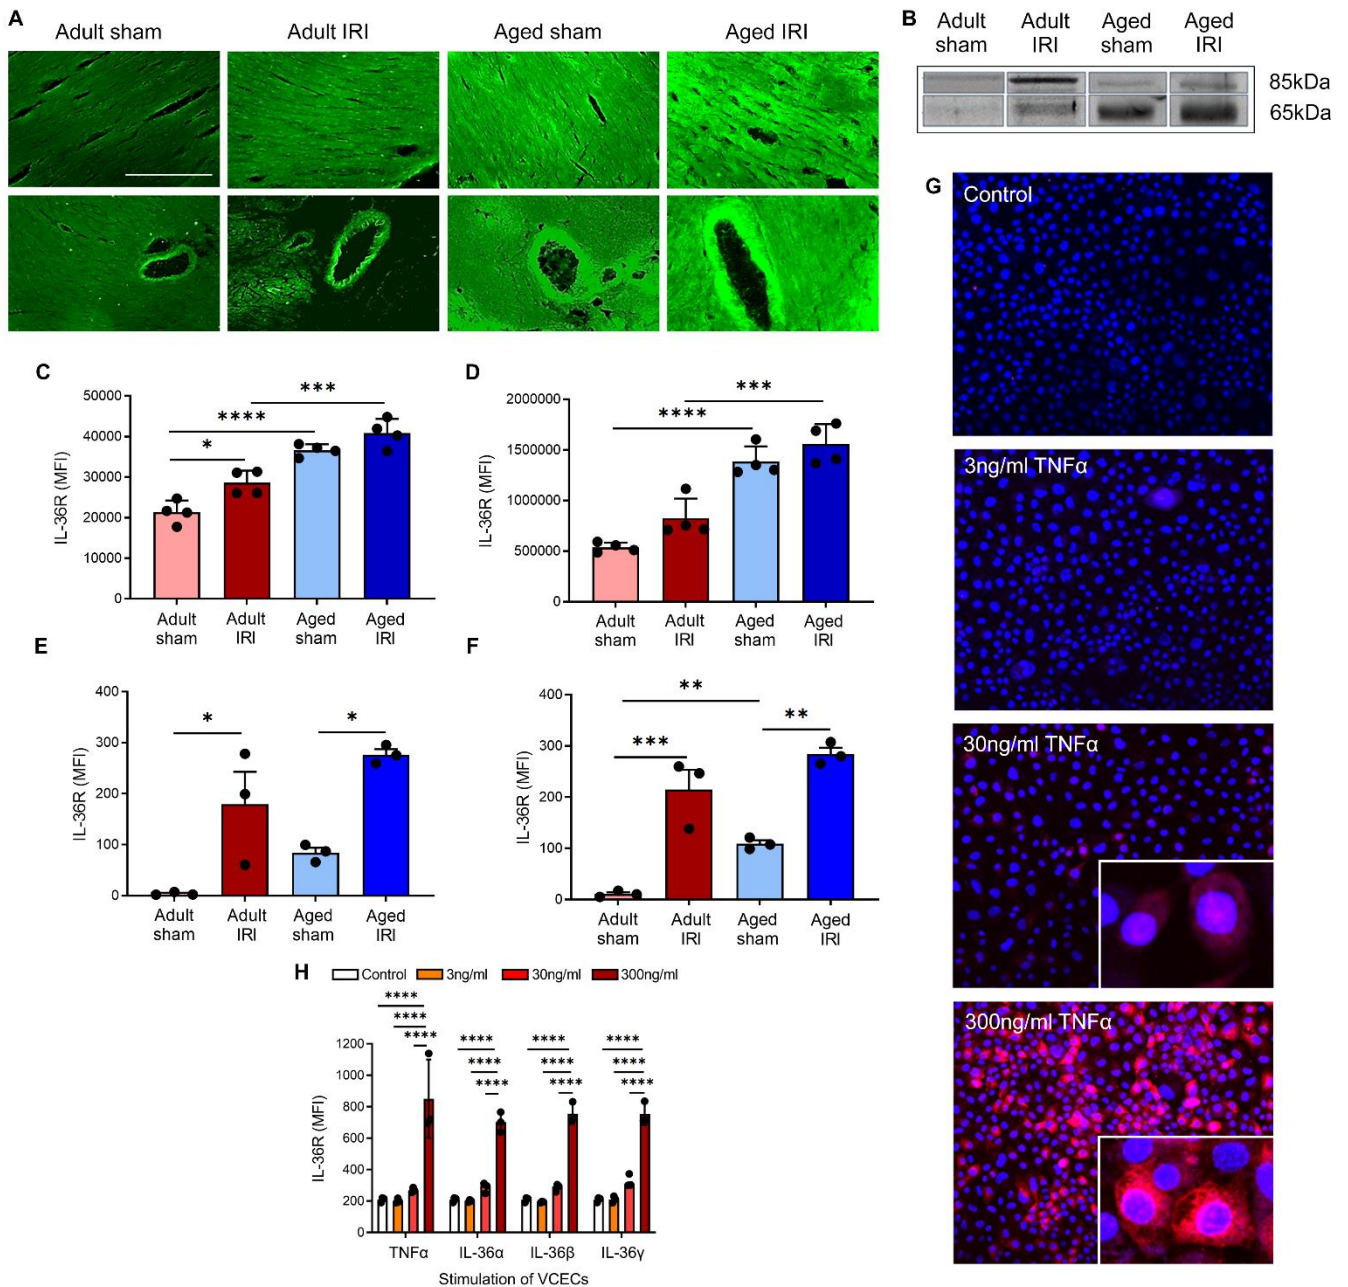 A
Adult sham
Adult IRI
Aged sham
Aged IRI
B
Adult sham
Adult IRI
Aged sham
Aged IRI
85kDa
65kDa
C
IL-36R (MFI)
50000
40000
30000
20000
10000
0
*
****
***
Adult sham
Adult IRI
Aged sham
Aged IRI
D
IL-36R (MFI)
2000000
1500000
1000000
500000
0
****
***
Adult sham
Adult IRI
Aged sham
Aged IRI
E
IL-36R (MFI)
400
300
200
100
0
*
*
Adult sham
Adult IRI
Aged sham
Aged IRI
F
IL-36R (MFI)
400
300
200
100
0
**
***
**
Adult sham
Adult IRI
Aged sham
Aged IRI
G
Control
3ng/ml TNFα
30ng/ml TNFα
300ng/ml TNFα
H
Control 3ng/ml 30ng/ml 300ng/ml
IL-36R (MFI)
1200
1000
800
600
400
200
0
****
****
****
****
****
****
****
****
****
****
****
****
TNFα IL-36α IL-36β IL-36γ
Stimulation of VCECs